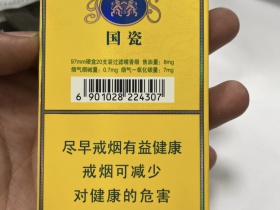 国瓷
97mm硬盒20支装过滤嘴香烟 焦油量：8mg
烟气烟碱量：0.7mg 烟气一氧化碳量：7mg
6 901028 224307
尽早戒烟有益健康
戒烟可减少
对健康的危害